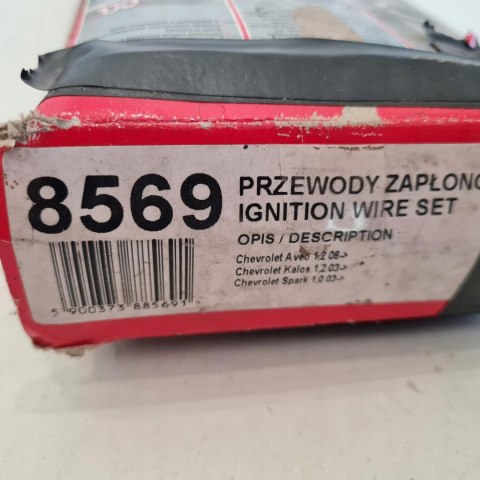 8569
PRZEWODY ZAPŁONO
IGNITION WIRE SET
OPIS / DESCRIPTION
Chevrolet Aveo 1,2 06->
Chevrolet Kalos 1,2 03->
Chevrolet Spark 1,0 03->
5 900373 885691 >